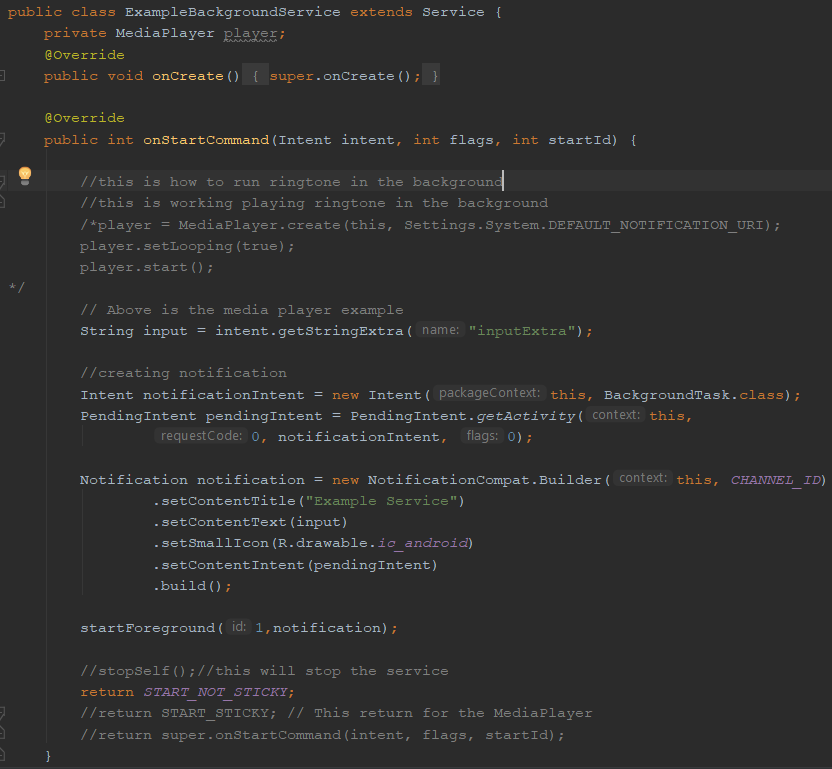 public class ExampleBackgroundService extends Service {
private MediaPlayer player;
@Override
public void onCreate() { super.onCreate(); }
@Override
public int onStartCommand(Intent intent, int flags, int startId) {
//this is how to run ringtone in the background
//this is working playing ringtone in the background
/*player = MediaPlayer.create(this, Settings.System.DEFAULT_NOTIFICATION_URI);
player.setLooping(true);
player.start();
*/
// Above is the media player example
String input = intent.getStringExtra( name: "inputExtra");
//creating notification
Intent notificationIntent = new Intent( packageContext: this, BackgroundTask.class);
PendingIntent pendingIntent = PendingIntent.getActivity( context: this,
requestCode: 0, notificationIntent, flags: 0);
Notification notification = new NotificationCompat.Builder( context: this, CHANNEL_ID)
.setContentTitle("Example Service")
.setContentText(input)
.setSmallIcon(R.drawable.ic_android)
.setContentIntent(pendingIntent)
.build();
startForeground( id: 1,notification);
//stopSelf();//this will stop the service
return START_NOT_STICKY;
//return START_STICKY; // This return for the MediaPlayer
//return super.onStartCommand(intent, flags, startId);
}